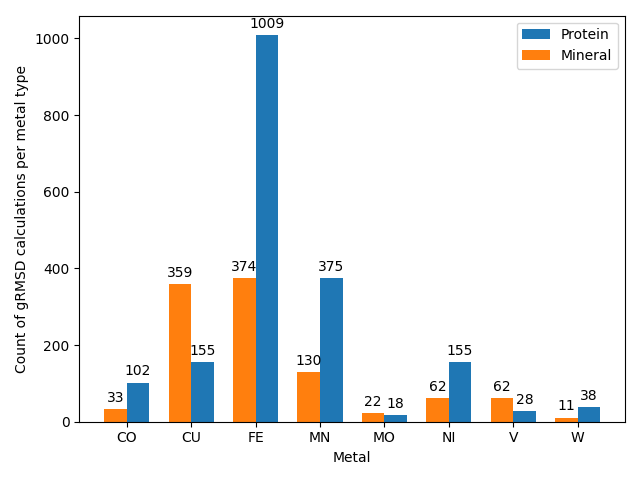 Protein
Mineral
Count of gRMSD calculations per metal type
1000
800
600
400
200
0
33
102
359
155
374
1009
130
375
22
18
62
155
62
28
11
38
CO
CU
FE
MN
MO
NI
V
W
Metal